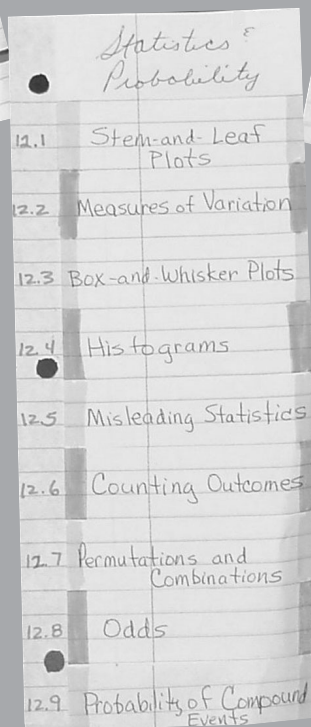 Statistics &
Probability
12.1 Stem-and-Leaf
Plots
12.2 Measures of Variation
12.3 Box-and-Whisker Plots
12.4 Histograms
12.5 Misleading Statistics
12.6 Counting Outcomes
12.7 Permutations and
Combinations
12.8 Odds
12.9 Probability of Compound
Events